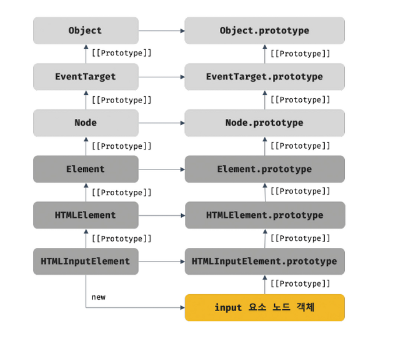 Object Object.prototype
[[Prototype]] [[Prototype]]
EventTarget EventTarget.prototype
[[Prototype]] [[Prototype]]
Node Node.prototype
[[Prototype]] [[Prototype]]
Element Element.prototype
[[Prototype]] [[Prototype]]
HTMLElement HTMLElement.prototype
[[Prototype]] [[Prototype]]
HTMLInputElement HTMLInputElement.prototype
[[Prototype]]
new
input 요소 노드 객체